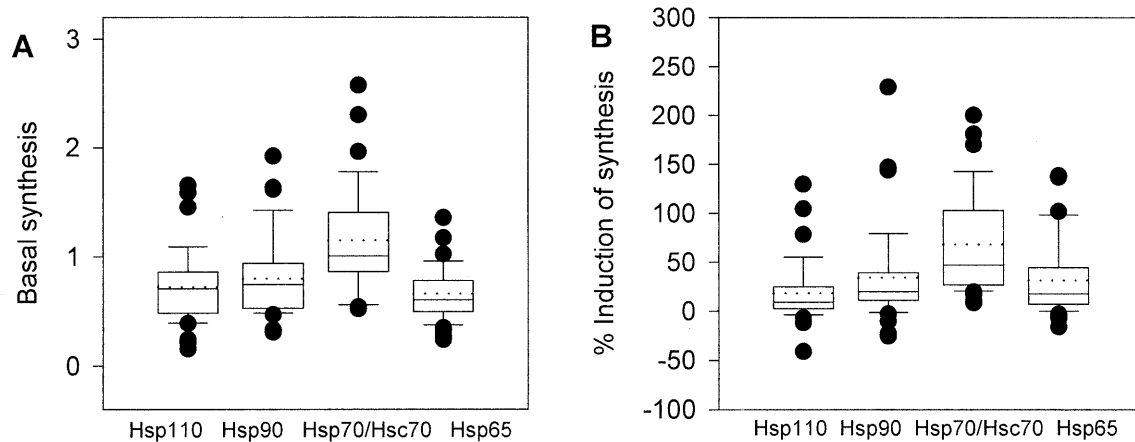 A
Basal synthesis
3
2
1
0
Hsp110 Hsp90 Hsp70/Hsc70 Hsp65
B
% Induction of synthesis
300
250
200
150
100
50
0
-50
-100
Hsp110 Hsp90 Hsp70/Hsc70 Hsp65